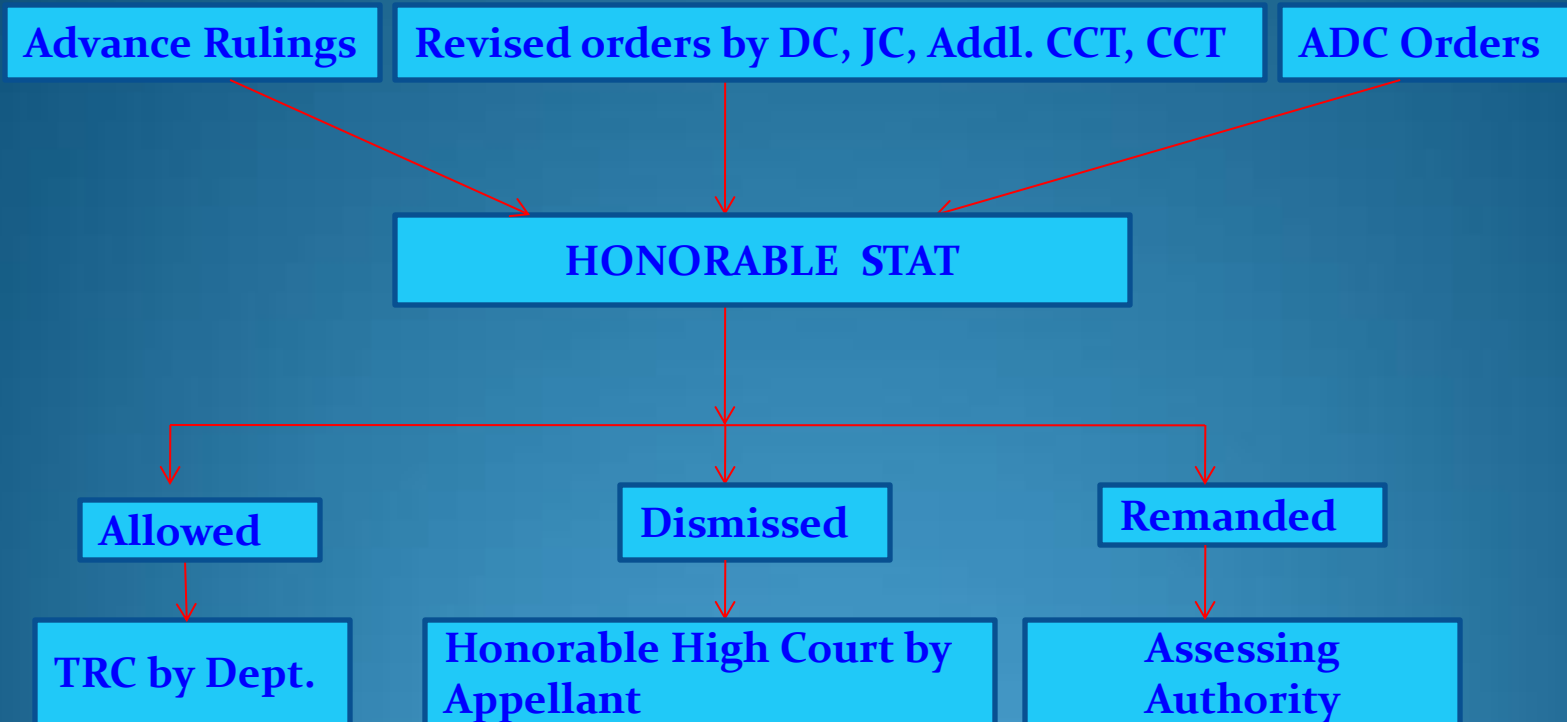 Advance Rulings
Revised orders by DC, JC, Addl. CCT, CCT
ADC Orders
HONORABLE STAT
Allowed
Dismissed
Remanded
TRC by Dept.
Honorable High Court by
Appellant
Assessing
Authority